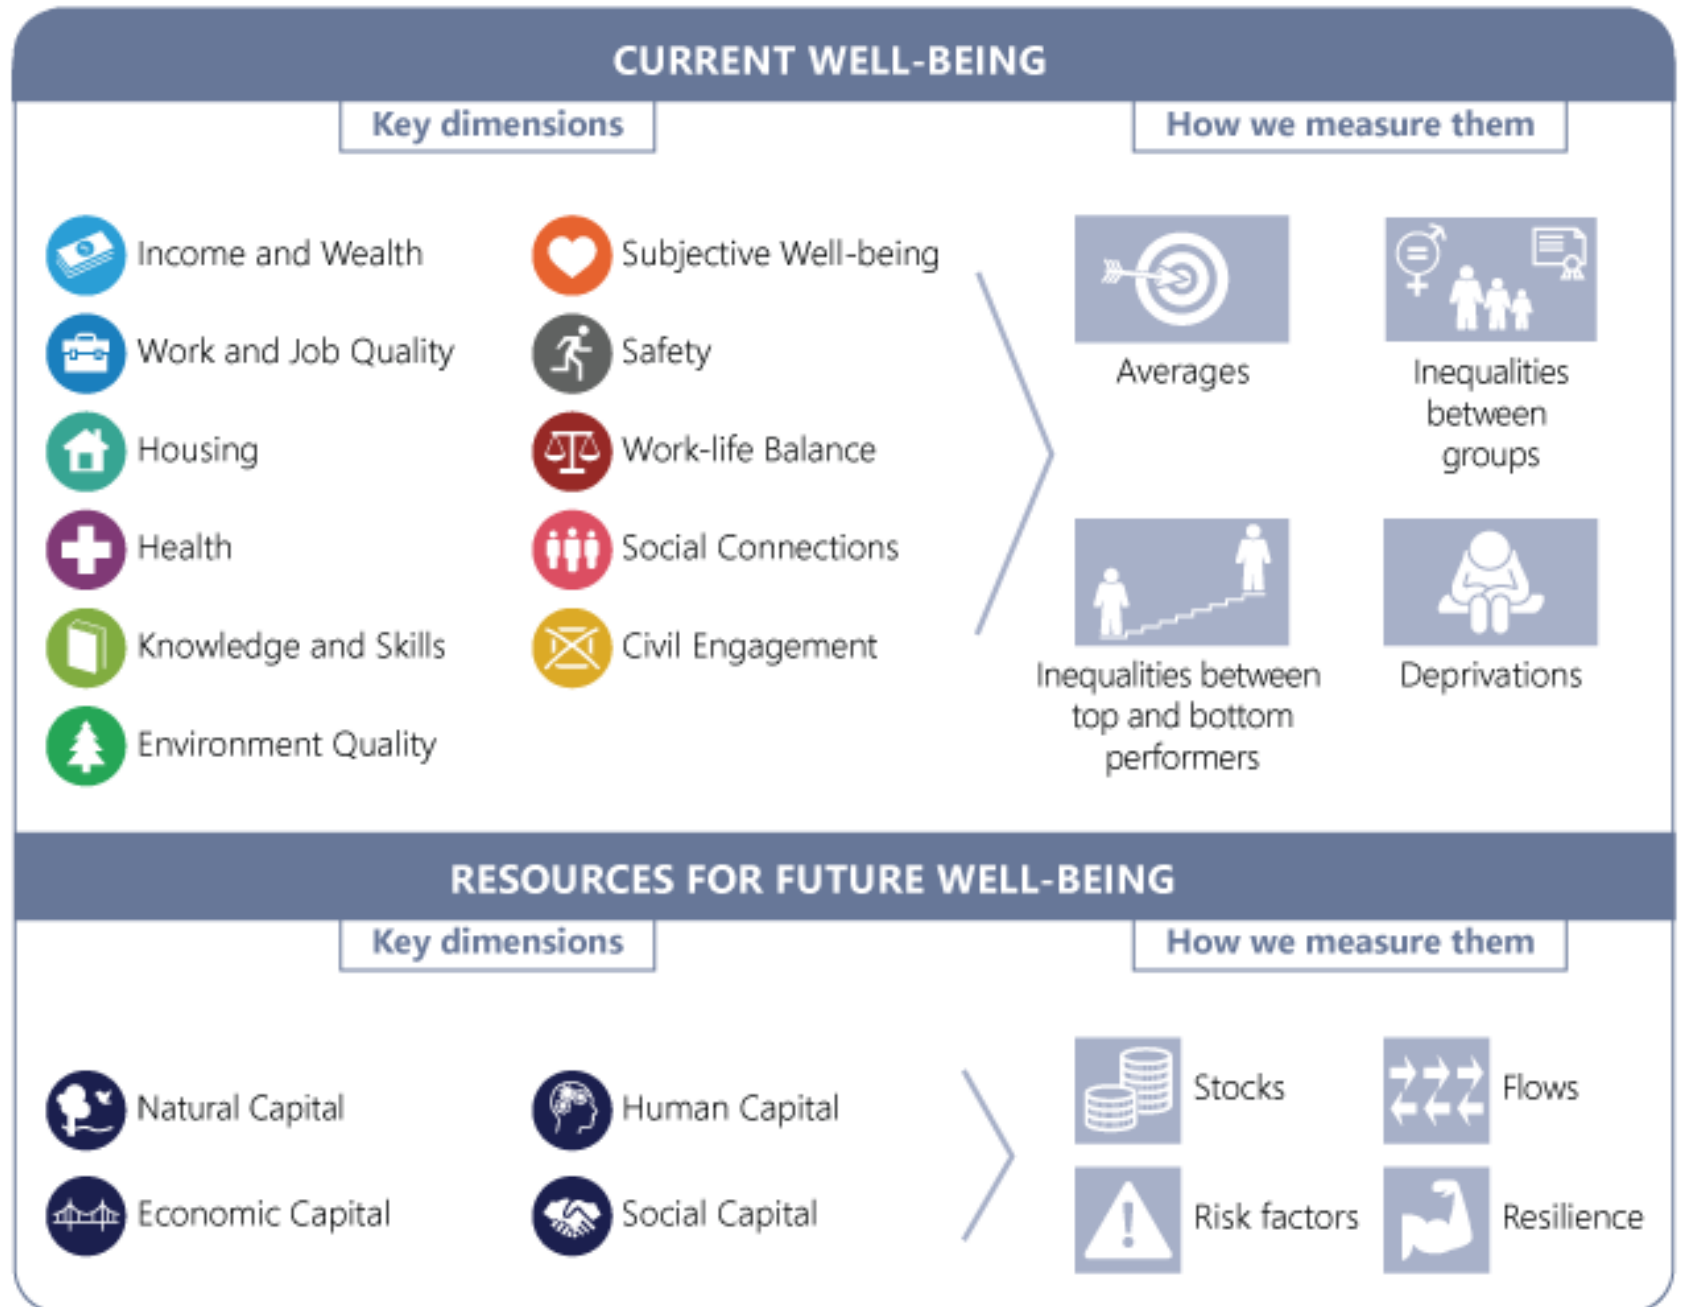 CURRENT WELL-BEING
Key dimensions
How we measure them
Income and Wealth
Work and Job Quality
Housing
Health
Knowledge and Skills
Environment Quality
Subjective Well-being
Safety
Work-life Balance
Social Connections
Civil Engagement
Averages
Inequalities
between
groups
Inequalities between
top and bottom
performers
Deprivations
RESOURCES FOR FUTURE WELL-BEING
Key dimensions
How we measure them
Natural Capital
Economic Capital
Human Capital
Social Capital
Stocks
Flows
Risk factors
Resilience